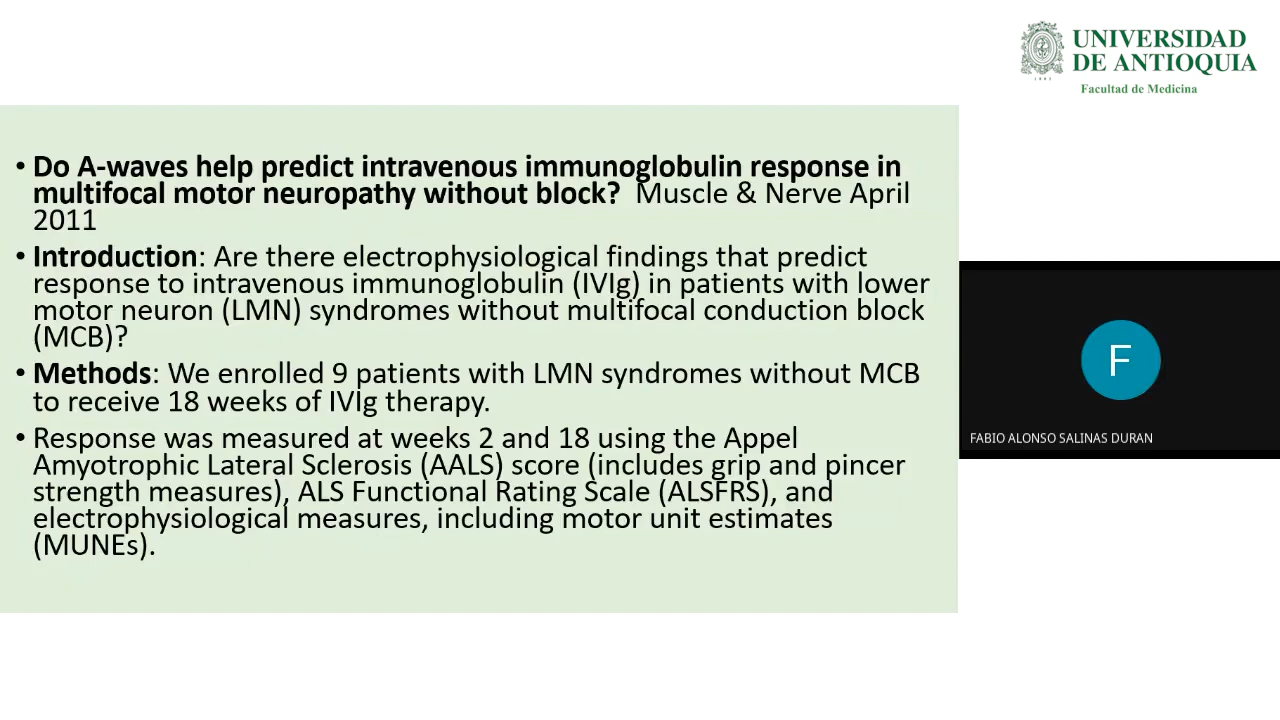 UNIVERSIDAD
DE ANTIOQUIA
1803
Facultad de Medicina
• Do A-waves help predict intravenous immunoglobulin response in
multifocal motor neuropathy without block? Muscle & Nerve April
2011
• Introduction: Are there electrophysiological findings that predict
response to intravenous immunoglobulin (IVIg) in patients with lower
motor neuron (LMN) syndromes without multifocal conduction block
(MCB)?
• Methods: We enrolled 9 patients with LMN syndromes without MCB
to receive 18 weeks of IVIg therapy.
• Response was measured at weeks 2 and 18 using the Appel
Amyotrophic Lateral Sclerosis (AALS) score (includes grip and pincer
strength measures), ALS Functional Rating Scale (ALSFRS), and
electrophysiological measures, including motor unit estimates
(MUNEs).
F
FABIO ALONSO SALINAS DURAN